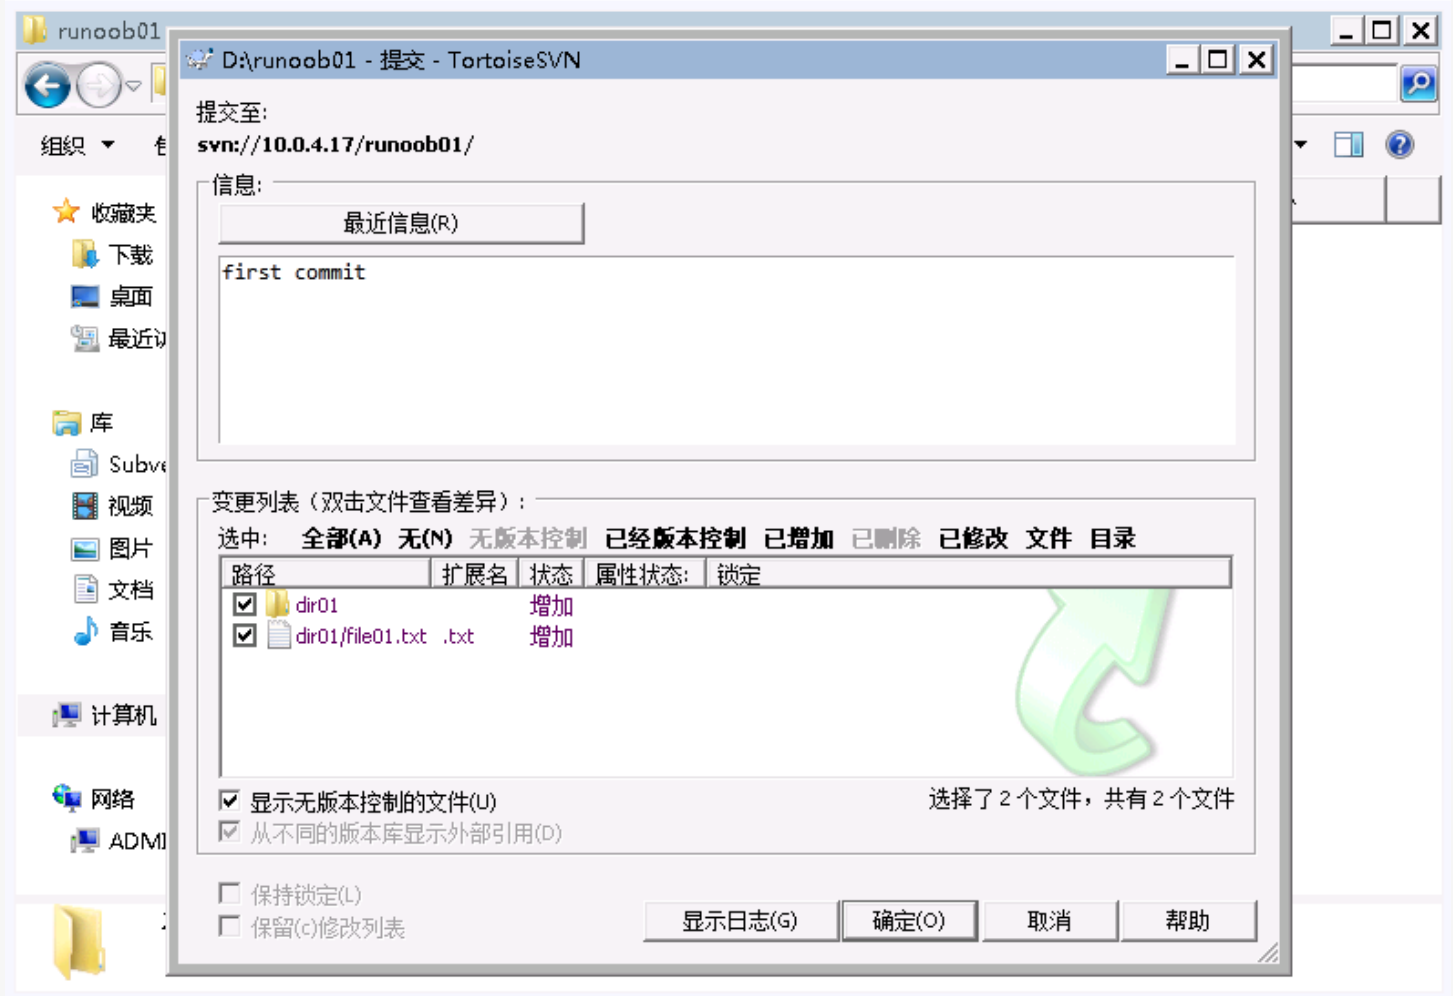 runoob01
D:\runoob01 - 提交 - TortoiseSVN
提交至:
svn://10.0.4.17/runoob01/
组织
信息:
最近信息(R)
first commit
收藏夹
下载
桌面
最近
库
Subve
视频
图片
文档
音乐
计算机
网络
ADMI
变更列表（双击文件查看差异）:
选中: 全部(A) 无(N) 无版本控制 已经版本控制 已增加 已删除 已修改 文件 目录
路径 扩展名 状态 属性状态: 锁定
dir01 增加
dir01/file01.txt .txt 增加
显示无版本控制的文件(U) 选择了2个文件，共有2个文件
从不同的版本库显示外部引用(D)
保持锁定(L)
保留(c)修改列表
显示日志(G) 确定(O) 取消 帮助